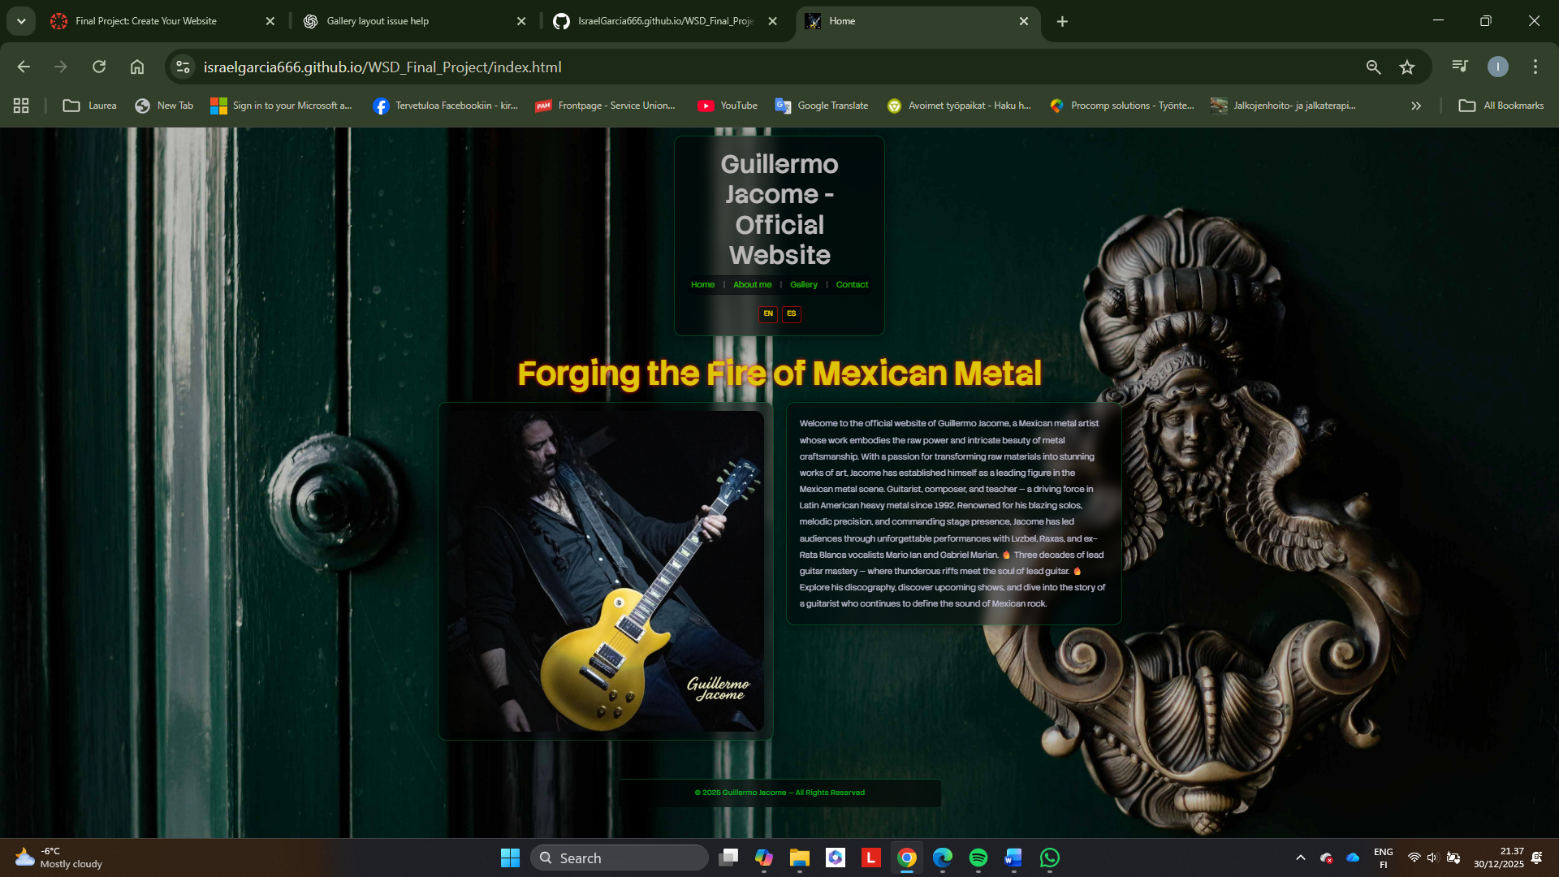 Final Project: Create Your Website
Gallery layout issue help
IsraelGarcia666.github.io/WSD_Final_Proje
Home
israelgarcia666.github.io/WSD_Final_Project/index.html
I
Laurea
New Tab
Sign in to your Microsoft a...
Tervetuloa Facebookiin - kir...
PAM
Frontpage - Service Union...
YouTube
Google Translate
Avoimet työpaikat - Haku h...
Procomp solutions - Työnte...
Jalkojenhoito- ja jalkaterapi...
All Bookmarks
Guillermo
Jacome -
Official
Website
Home | About me | Gallery | Contact
EN ES
Forging the Fire of Mexican Metal
Welcome to the official website of Guillermo Jacome, a Mexican metal artist
whose work embodies the raw power and intricate beauty of metal
craftsmanship. With a passion for transforming raw materials into stunning
works of art, Jacome has established himself as a leading figure in the
Mexican metal scene. Guitarist, composer, and teacher — a driving force in
Latin American heavy metal since 1992. Renowned for his blazing solos,
melodic precision, and commanding stage presence, Jacome has led
audiences through unforgettable performances with Lvzbel, Raxas, and ex-
Rata Blanca vocalists Mario Ian and Gabriel Marian. 🔥 Three decades of lead
guitar mastery — where thunderous riffs meet the soul of lead guitar. 🔥
Explore his discography, discover upcoming shows, and dive into the story of
a guitarist who continues to define the sound of Mexican rock.
Guillermo
Jacome
© 2025 Guillermo Jacome — All Rights Reserved
-6°C
Mostly cloudy
Search
L
W
ENG
FI
21.37
30/12/2025